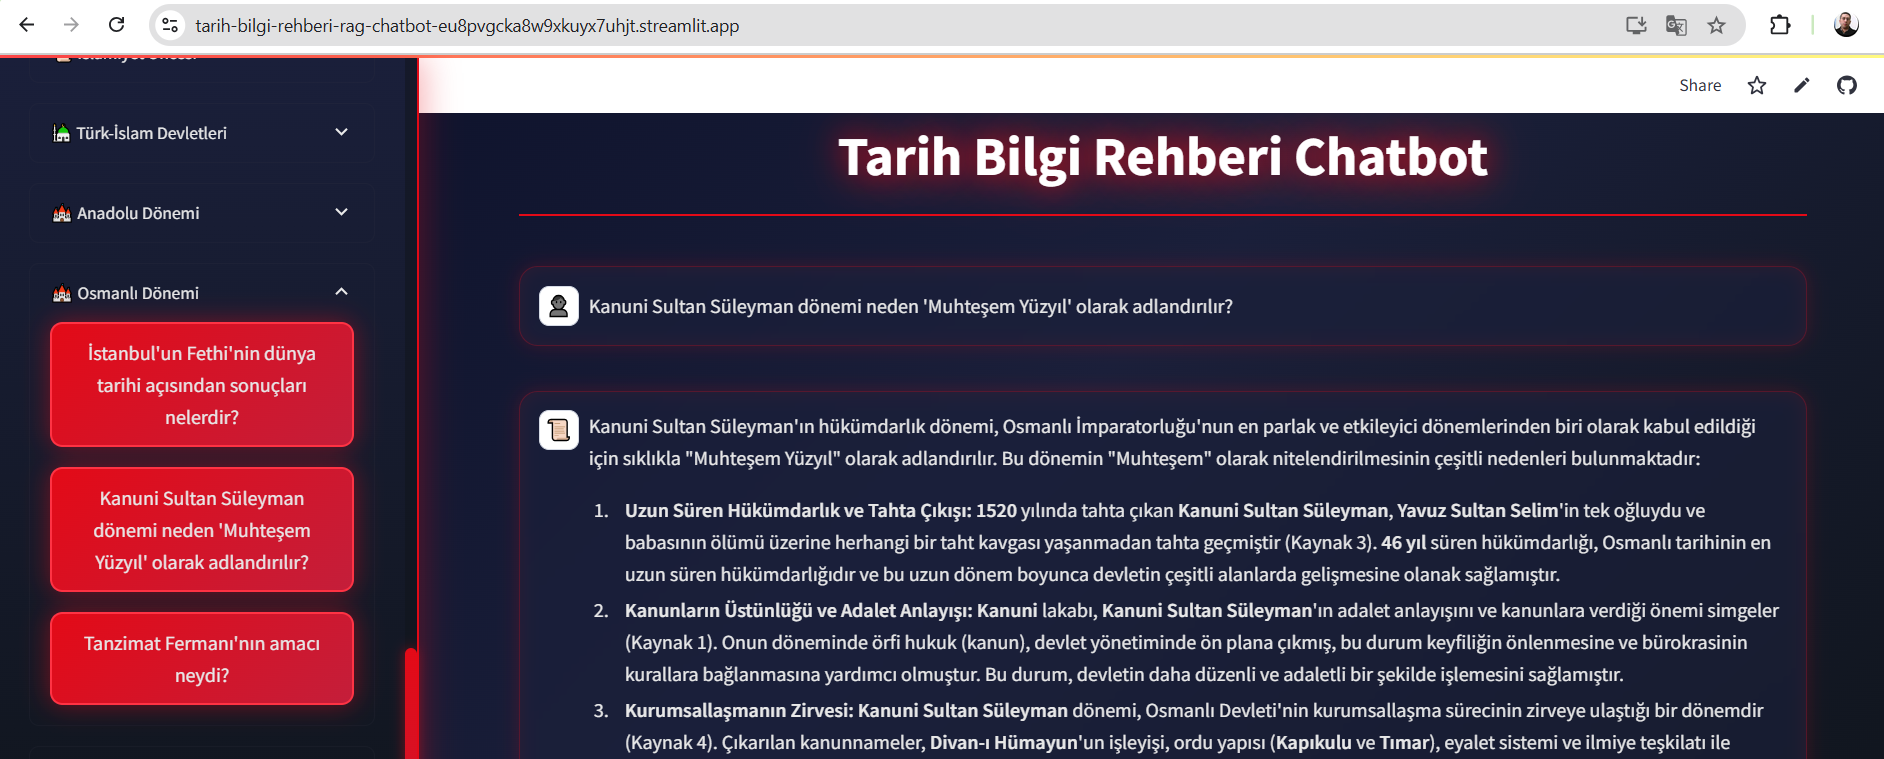 tarih-bilgi-rehberi-rag-chatbot-eu8pvgcka8w9xkuyx7uhjt.streamlit.app
Share
Türk-İslam Devletleri
Anadolu Dönemi
Osmanlı Dönemi
İstanbul'un Fethi'nin dünya
tarihi açısından sonuçları
nelerdir?
Kanuni Sultan Süleyman
dönemi neden 'Muhteşem
Yüzyıl' olarak adlandırılır?
Tanzimat Fermanı'nın amacı
neydi?
Tarih Bilgi Rehberi Chatbot
Kanuni Sultan Süleyman dönemi neden 'Muhteşem Yüzyıl' olarak adlandırılır?
Kanuni Sultan Süleyman'ın hükümdarlık dönemi, Osmanlı İmparatorluğu'nun en parlak ve etkileyici dönemlerinden biri olarak kabul edildiği
için sıklıkla "Muhteşem Yüzyıl" olarak adlandırılır. Bu dönemin "Muhteşem" olarak nitelendirilmesinin çeşitli nedenleri bulunmaktadır:
1. Uzun Süren Hükümdarlık ve Tahta Çıkışı: 1520 yılında tahta çıkan Kanuni Sultan Süleyman, Yavuz Sultan Selim'in tek oğluydu ve
babasının ölümü üzerine herhangi bir taht kavgası yaşanmadan tahta geçmiştir (Kaynak 3). 46 yıl süren hükümdarlığı, Osmanlı tarihinin en
uzun süren hükümdarlığıdır ve bu uzun dönem boyunca devletin çeşitli alanlarda gelişmesine olanak sağlamıştır.
2. Kanunların Üstünlüğü ve Adalet Anlayışı: Kanuni lakabı, Kanuni Sultan Süleyman'ın adalet anlayışını ve kanunlara verdiği önemi simgeler
(Kaynak 1). Onun döneminde örfi hukuk (kanun), devlet yönetiminde ön plana çıkmış, bu durum keyfiliğin önlenmesine ve bürokrasinin
kurallara bağlanmasına yardımcı olmuştur. Bu durum, devletin daha düzenli ve adaletli bir şekilde işlemesini sağlamıştır.
3. Kurumsallaşmanın Zirvesi: Kanuni Sultan Süleyman dönemi, Osmanlı Devleti'nin kurumsallaşma sürecinin zirveye ulaştığı bir dönemdir
(Kaynak 4). Çıkarılan kanunnameler, Divan-ı Hümayun'un işleyişi, ordu yapısı (Kapıkulu ve Tımar), eyalet sistemi ve ilmiye teşkilatı ile